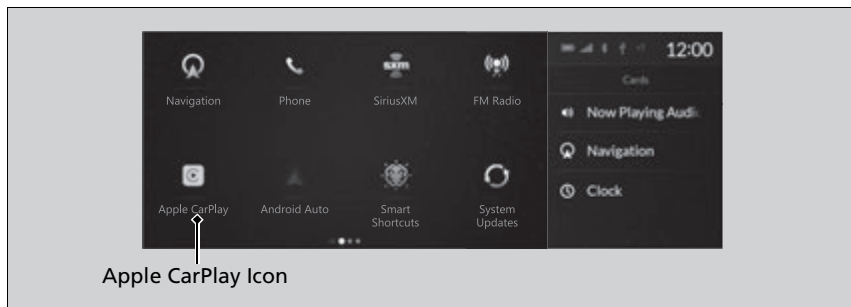 12:00
sxm
Navigation
Phone
SiriusXM
FM Radio
Cards
Now Playing Audi
Navigation
Clock
Apple CarPlay
Android Auto
Smart
Shortcuts
System
Updates
Apple CarPlay Icon